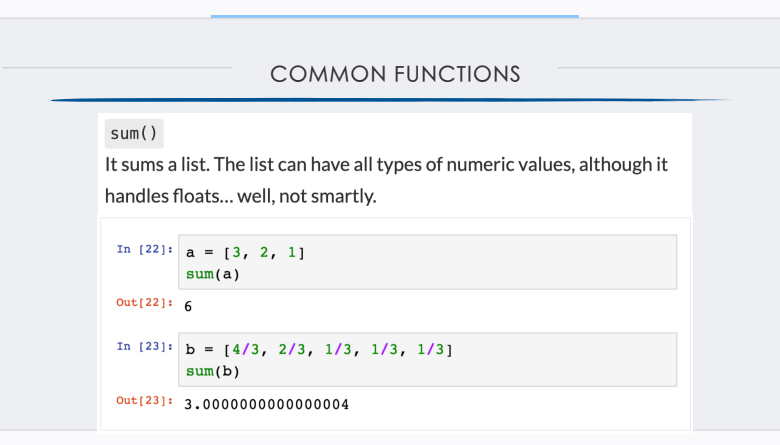 COMMON FUNCTIONS
sum()
It sums a list. The list can have all types of numeric values, although it
handles floats... well, not smartly.
In [22]: a = [3, 2, 1]
sum(a)
Out[22]: 6
In [23]: b = [4/3, 2/3, 1/3, 1/3, 1/3]
sum(b)
Out[23]: 3.0000000000000004